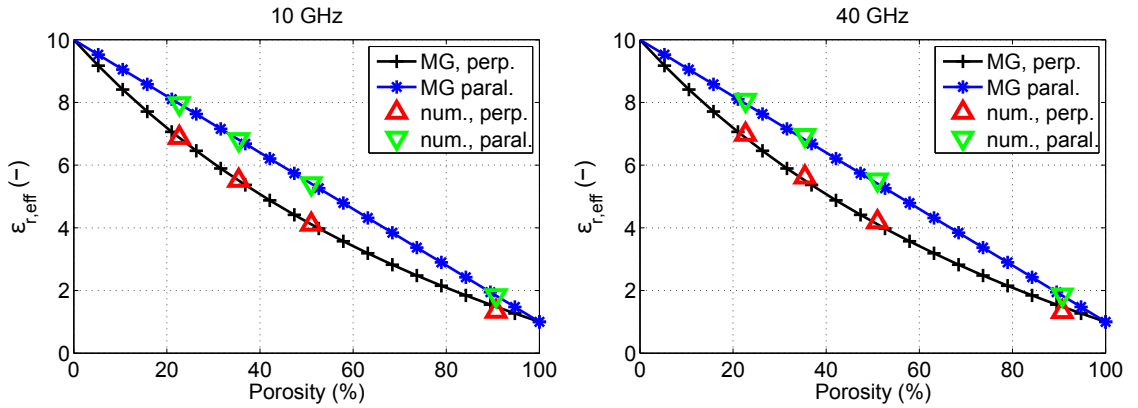 10 GHz
10
8
6
4
2
0
ε_r,eff (−)
MG, perp.
MG paral.
num., perp.
num., paral.
0 20 40 60 80 100
Porosity (%)
40 GHz
10
8
6
4
2
0
ε_r,eff (−)
MG, perp.
MG paral.
num., perp.
num., paral.
0 20 40 60 80 100
Porosity (%)